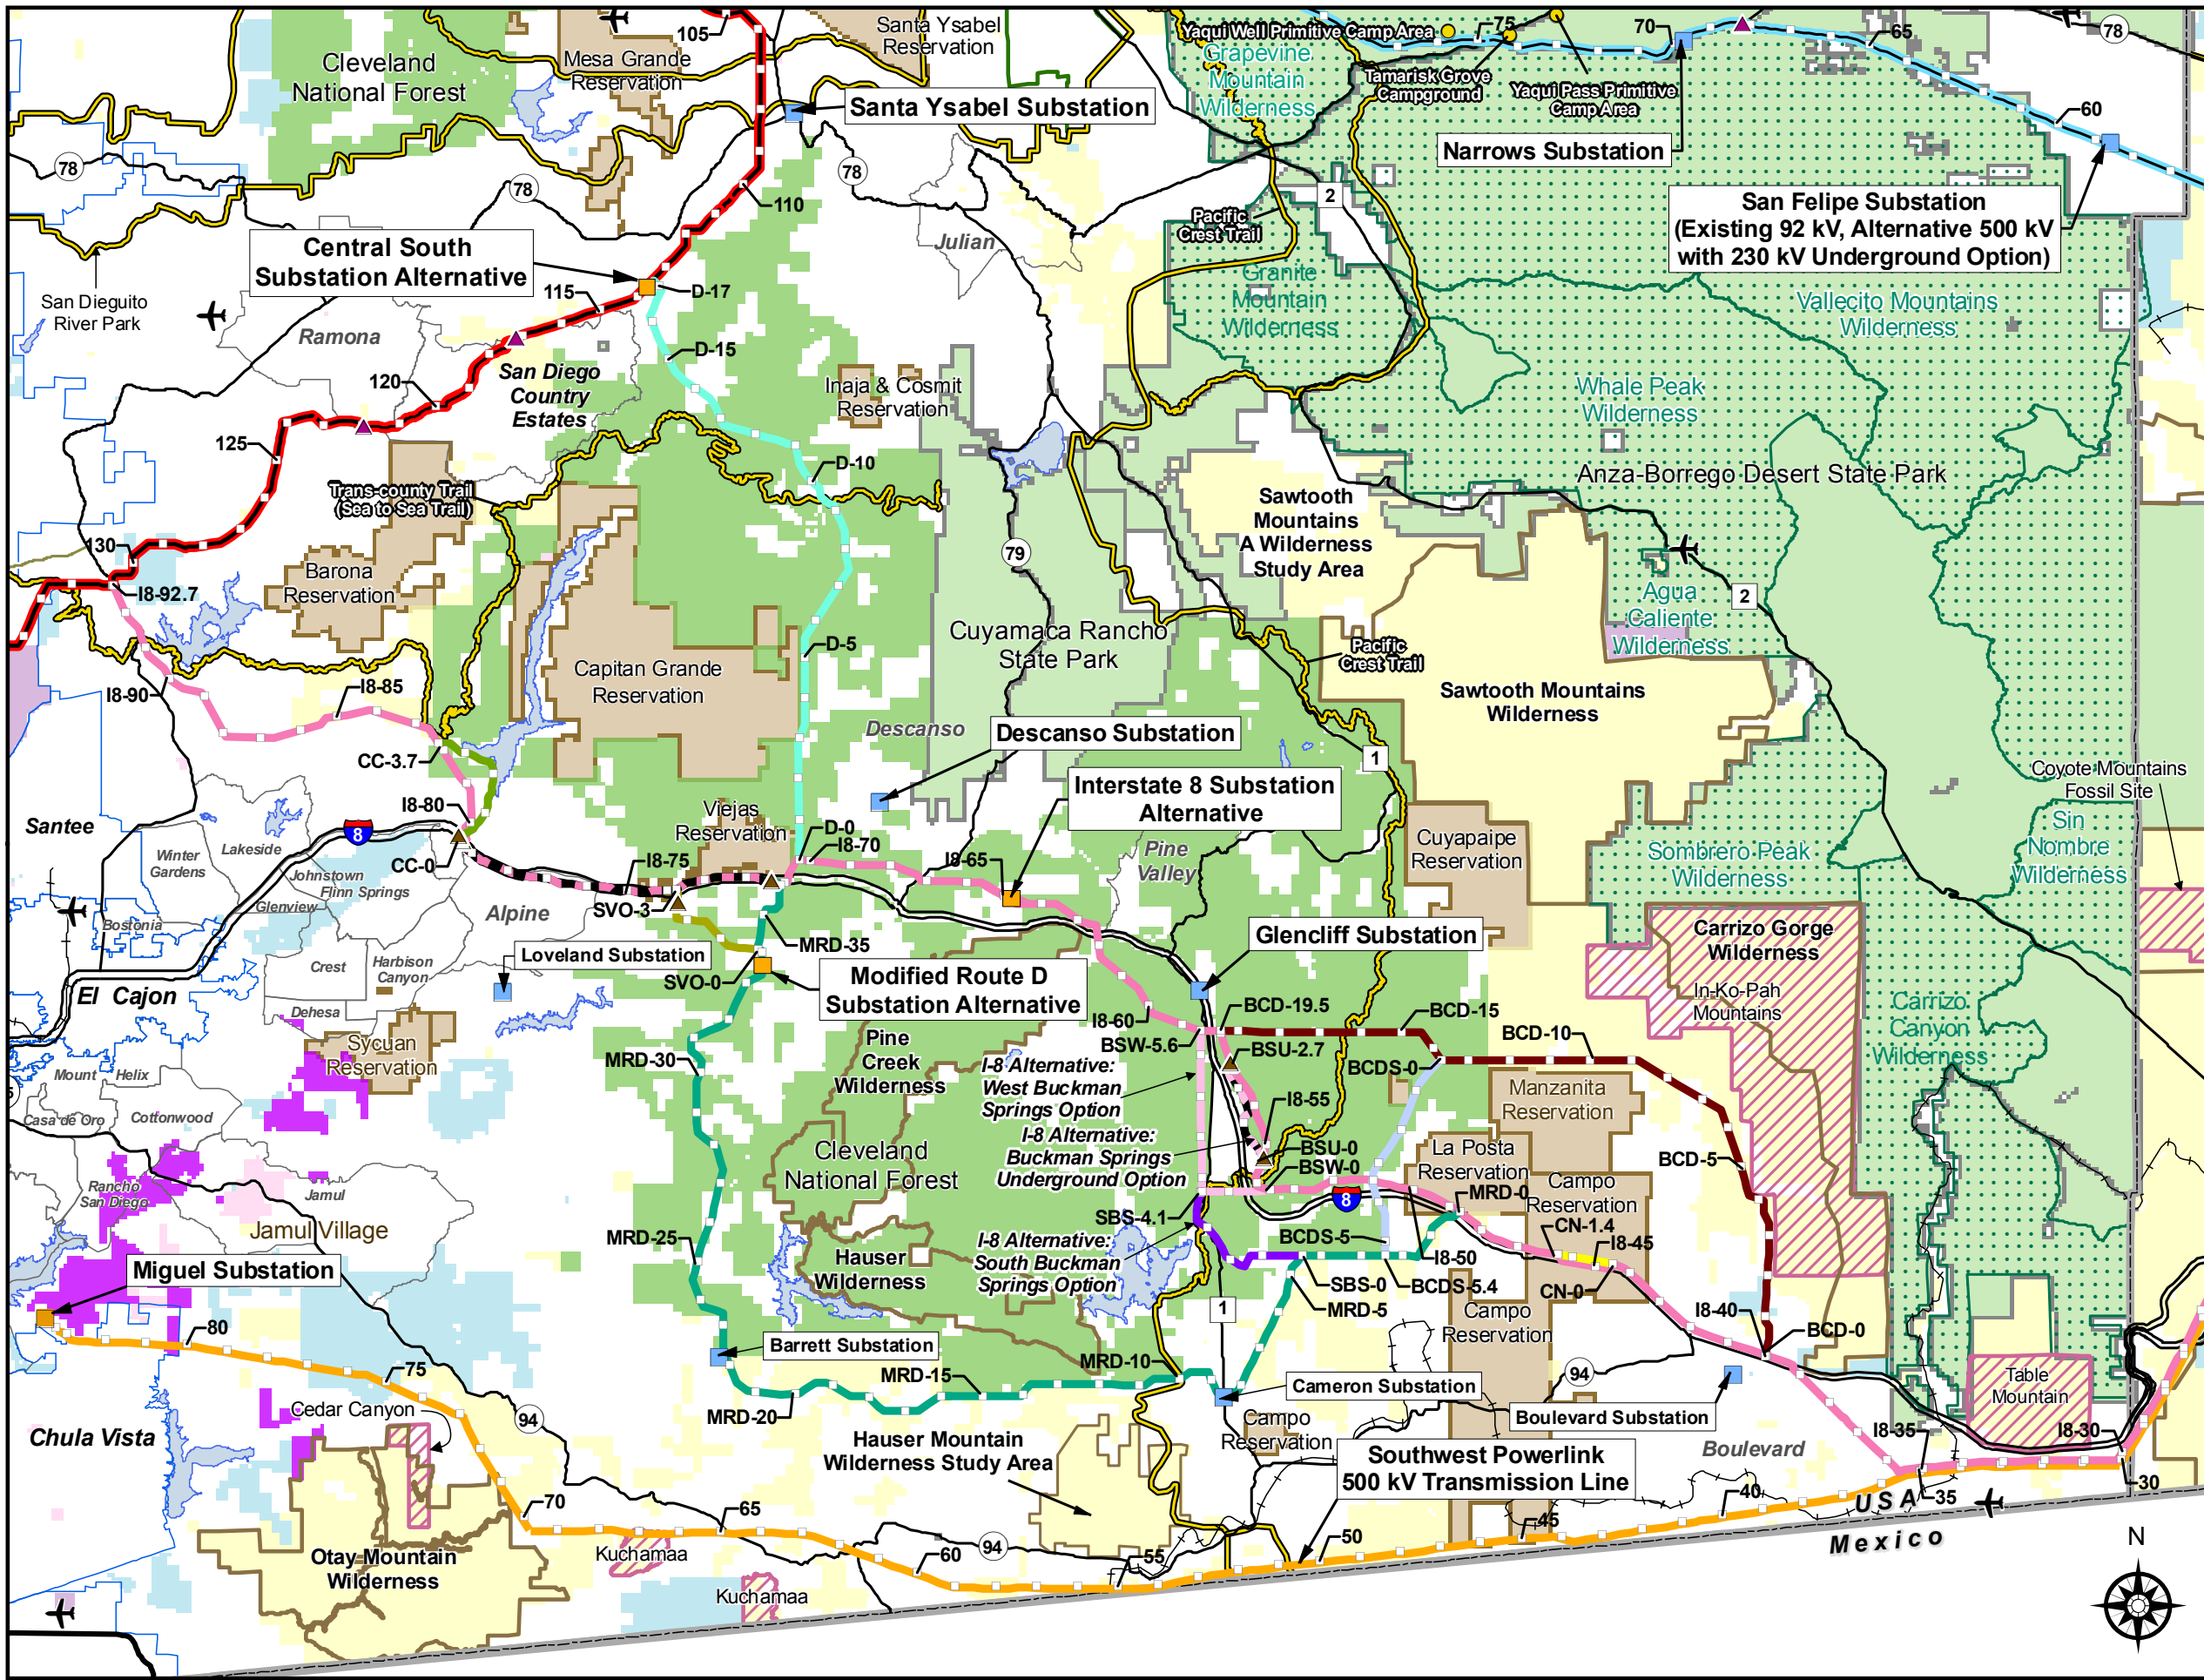 105
Santa Ysabel
Reservation
Mesa Grande
Reservation
Cleveland
National Forest
Santa Ysabel Substation
Yaqui Well Primitive Camp Area
75
70
65
78
Grapevine
Mountain
Wilderness
Tamarisk Grove
Campground
Yaqui Pass Primitive
Camp Area
60
Narrows Substation
78
78
78
110
2
San Felipe Substation
(Existing 92 kV, Alternative 500 kV
with 230 kV Underground Option)
Pacific
Crest Trail
Julian
Central South
Substation Alternative
San Dieguito
River Park
115
D-17
Granite
Mountain
Wilderness
Vallecito Mountains
Wilderness
Ramona
D-15
120
San Diego
Country
Estates
Inaja & Cosmit
Reservation
Whale Peak
Wilderness
125
D-10
Anza-Borrego Desert State Park
Trans-county Trail
(Sea to Sea Trail)
Sawtooth
Mountains
A Wilderness
Study Area
130
79
Barona
Reservation
I8-92.7
Agua
Caliente
Wilderness
2
Cuyamaca Rancho
State Park
D-5
Pacific
Crest Trail
Capitan Grande
Reservation
I8-90
I8-85
Sawtooth Mountains
Wilderness
Descanso
Descanso Substation
CC-3.7
1
Interstate 8 Substation
Alternative
Coyote Mountains
Fossil Site
I8-80
Viejas
Reservation
D-0
I8-70
Santee
8
Winter
Gardens
Lakeside
I8-65
Pine
Valley
Cuyapaipe
Reservation
Sombrero Peak
Wilderness
Sin
Nombre
Wilderness
CC-0
I8-75
Johnstown
Flinn Springs
Glenview
Alpine
SVO-3
Bostonia
MRD-35
Glencliff Substation
Carrizo Gorge
Wilderness
Loveland Substation
Crest
Harbison
Canyon
SVO-0
Modified Route D
Substation Alternative
In-Ko-Pah
Mountains
El Cajon
Dehesa
BCD-19.5
BCD-15
BCD-10
Carrizo
Canyon
Wilderness
I8-60
BSW-5.6
Sycuan
Reservation
Pine
Creek
Wilderness
BSU-2.7
MRD-30
Mount Helix
I-8 Alternative:
West Buckman
Springs Option
BCDS-0
Manzanita
Reservation
Casa de Oro
Cottonwood
I8-55
I-8 Alternative:
Buckman Springs
Underground Option
Cleveland
National Forest
BSU-0
BSW-0
La Posta
Reservation
BCD-5
Rancho
San Diego
Jamul
8
MRD-0
Campo
Reservation
Jamul Village
SBS-4.1
MRD-25
BCDS-5
CN-1.4
I8-45
I-8 Alternative:
South Buckman
Springs Option
Hauser
Wilderness
I8-50
Miguel Substation
SBS-0
BCDS-5.4
CN-0
MRD-5
1
Campo
Reservation
I8-40
BCD-0
80
Barrett Substation
MRD-10
75
MRD-15
94
Table
Mountain
Cameron Substation
Cedar Canyon
MRD-20
94
Campo
Reservation
Boulevard Substation
Chula Vista
Hauser Mountain
Wilderness Study Area
I8-35
I8-30
Boulevard
Southwest Powerlink
500 kV Transmission Line
30
70
65
40
USA
35
45
50
94
60
55
Mexico
N
Otay Mountain
Wilderness
Kuchamaa
Kuchamaa